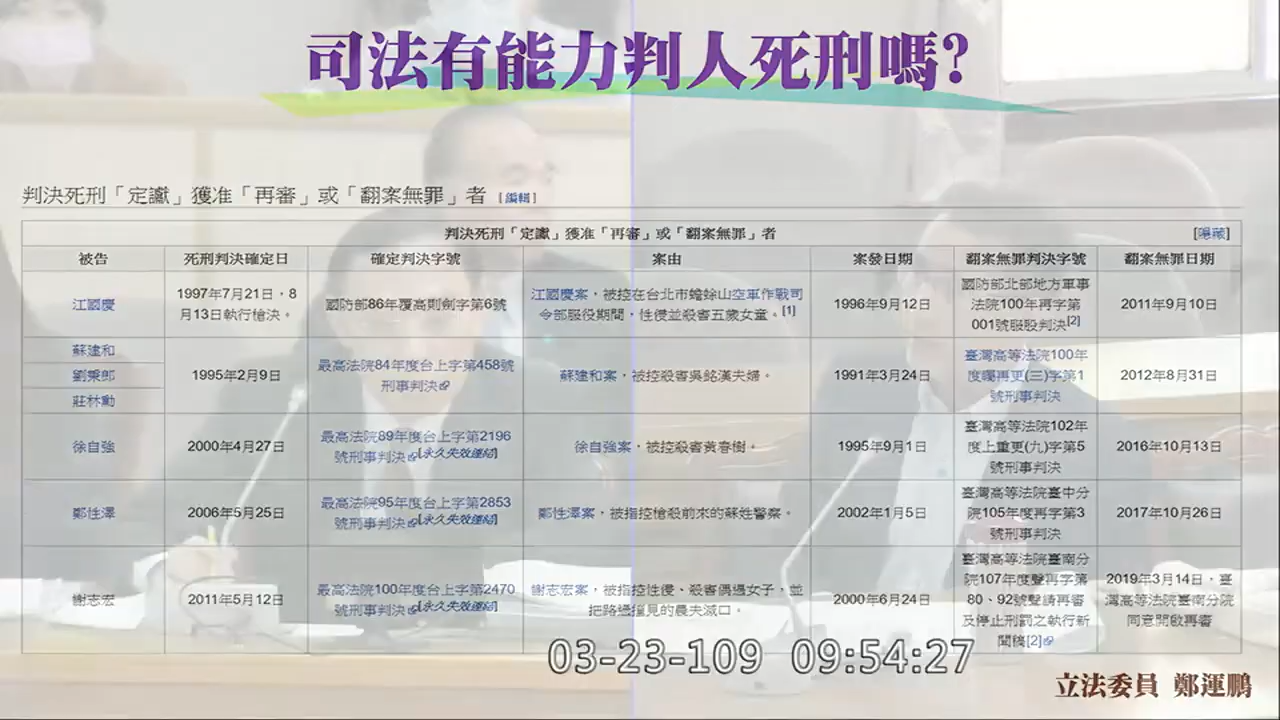 司法有能力判人死刑嗎?
判決死刑「定讞」獲准「再審」或「翻案無罪」者 [編輯]
判決死刑「定讞」獲准「再審」或「翻案無罪」者 [隱藏]
被告 死刑判決確定日 確定判決字號 案由 案發日期 翻案無罪判決字號 翻案無罪日期
江國慶
1997年7月21日，8
月13日執行槍決。
國防部86年覆高則劍字第6號
江國慶案，被控在台北市蟾蜍山空軍作戰司
令部服役期間，性侵並殺害五歲女童。[1]
1996年9月12日
國防部北部地方軍事
法院100年再字第
001號服股判決[2]
2011年9月10日
蘇建和
劉秉郎
莊林勳
1995年2月9日
最高法院84年度台上字第458號
刑事判決
蘇建和案，被控殺害吳銘漢夫婦。
1991年3月24日
臺灣高等法院100年
度矚再更(三)字第1
號刑事判決
2012年8月31日
徐自強
2000年4月27日
最高法院89年度台上字第2196
號刑事判決[永久失效連結]
徐自強案，被控殺害黃春樹。
1995年9月1日
臺灣高等法院102年
度上重更(九)字第5
號刑事判決
2016年10月13日
鄭性澤
2006年5月25日
最高法院95年度台上字第2853
號刑事判決[永久失效連結]
鄭性澤案，被指控槍殺前來的蘇姓警察。
2002年1月5日
臺灣高等法院臺中分
院105年度再字第3
號刑事判決
2017年10月26日
謝志宏
2011年5月12日
最高法院100年度台上字第2470
號刑事判決[永久失效連結]
謝志宏案，被指控性侵、殺害偶遇女子，並
把路過撞見的農夫滅口。
2000年6月24日
臺灣高等法院臺南分
院107年度聲再字第
80、92號聲請再審
及停止刑罰之執行新
聞稿[2]
2019年3月14日，臺
灣高等法院臺南分院
同意開啟再審
03-23-109 09:54:27
立法委員 鄭運鵬